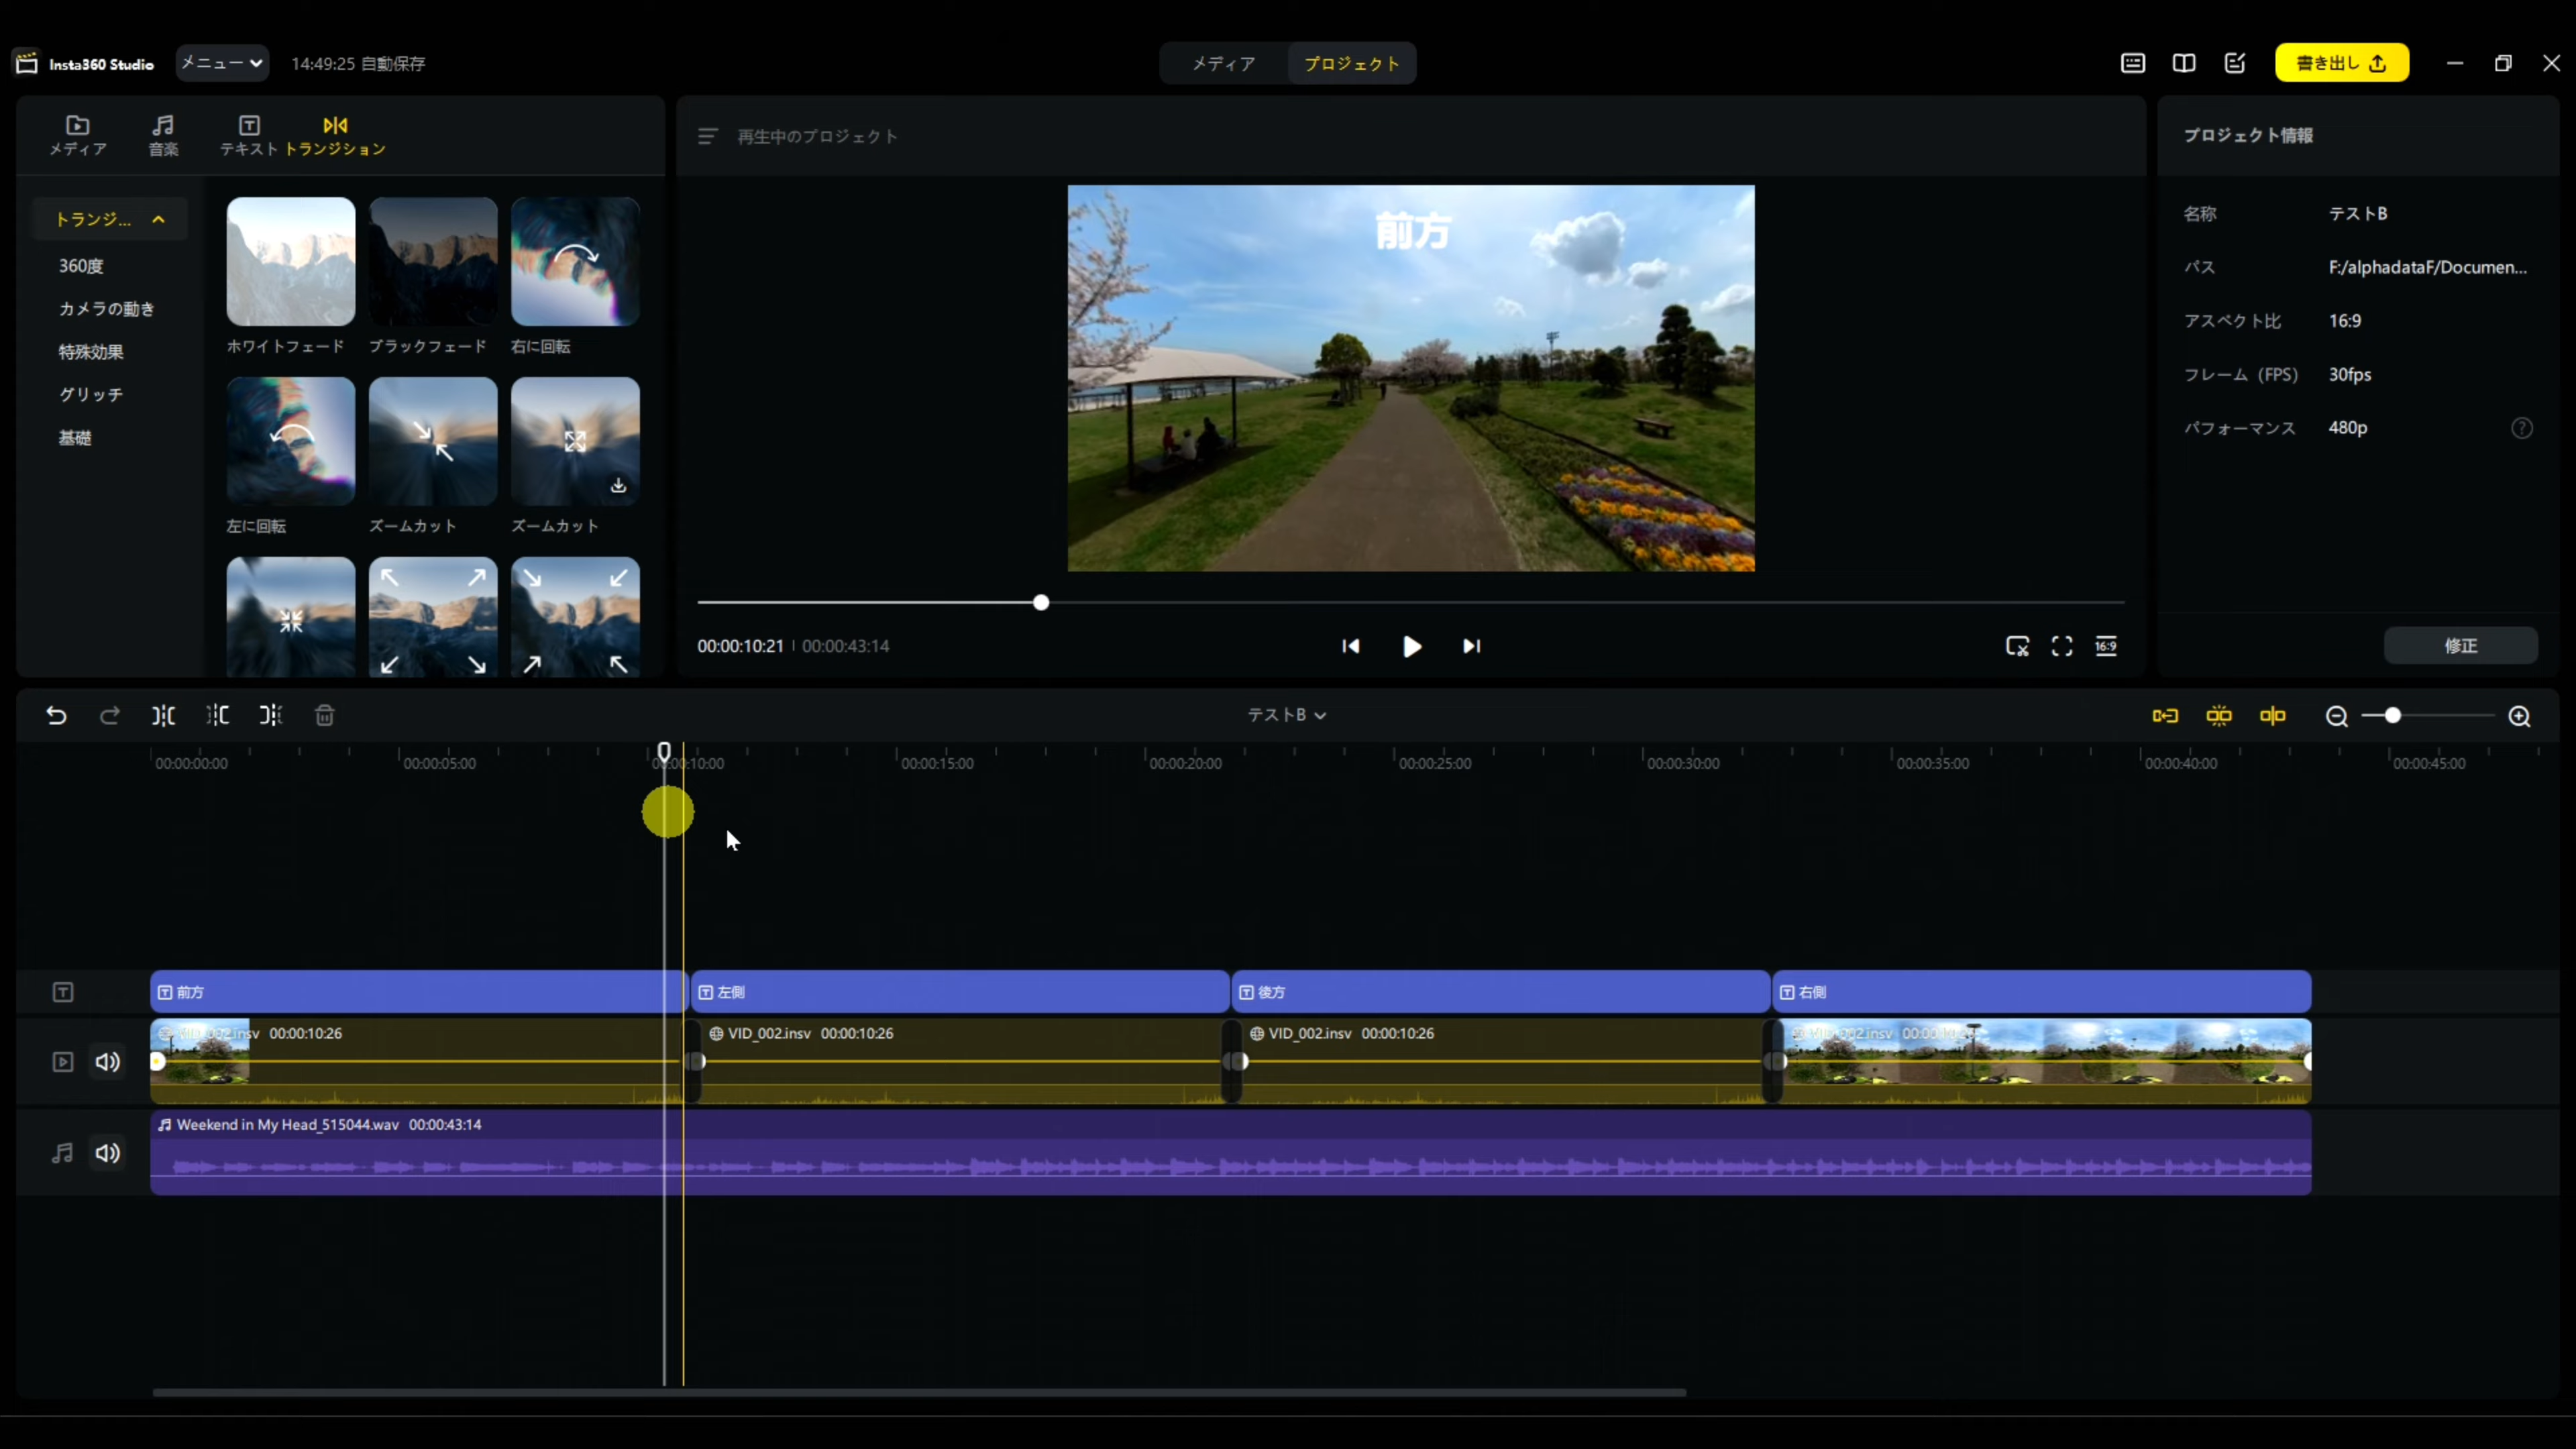 Insta360 Studio
メニュー
14:49:25 自動保存
メディア
プロジェクト
書き出し
メディア
音楽
テキスト
トランジション
トランジ...
360度
カメラの動き
特殊効果
グリッチ
基礎
ホワイトフェード
ブラックフェード
右に回転
左に回転
ズームカット
ズームカット
再生中のプロジェクト
前方
00:00:10:21 | 00:00:43:14
16:9
プロジェクト情報
名称 テストB
パス F:/alphadataF/Documen...
アスペクト比 16:9
フレーム (FPS) 30fps
パフォーマンス 480p
修正
テストB
00:00:00:00
00:00:05:00
00:00:10:00
00:00:15:00
00:00:20:00
00:00:25:00
00:00:30:00
00:00:35:00
00:00:40:00
00:00:45:00
前方
左側
後方
右側
VID_002.insv 00:00:10:26
VID_002.insv 00:00:10:26
VID_002.insv 00:00:10:26
VID_002.insv 00:00:10:26
Weekend in My Head_515044.wav 00:00:43:14